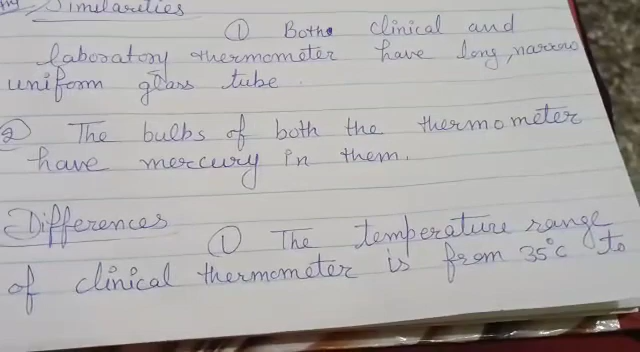 Similarities
① Both clinical and
laboratory thermometer have long, narrow
uniform glass tube.
② The bulbs of both the thermometer
have mercury in them.
Differences
① The temperature range
of clinical thermometer is from 35°C to